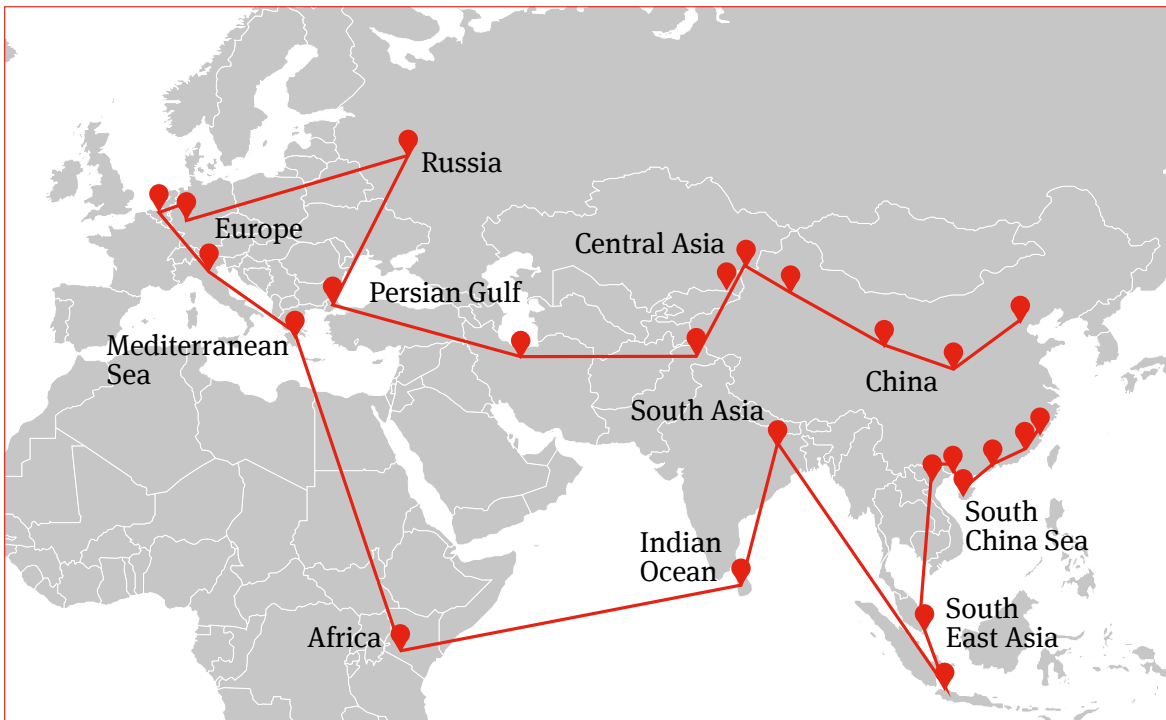 Russia
Europe
Central Asia
Persian Gulf
Mediterranean
Sea
China
South Asia
South
China Sea
Indian
Ocean
Africa
South
East Asia